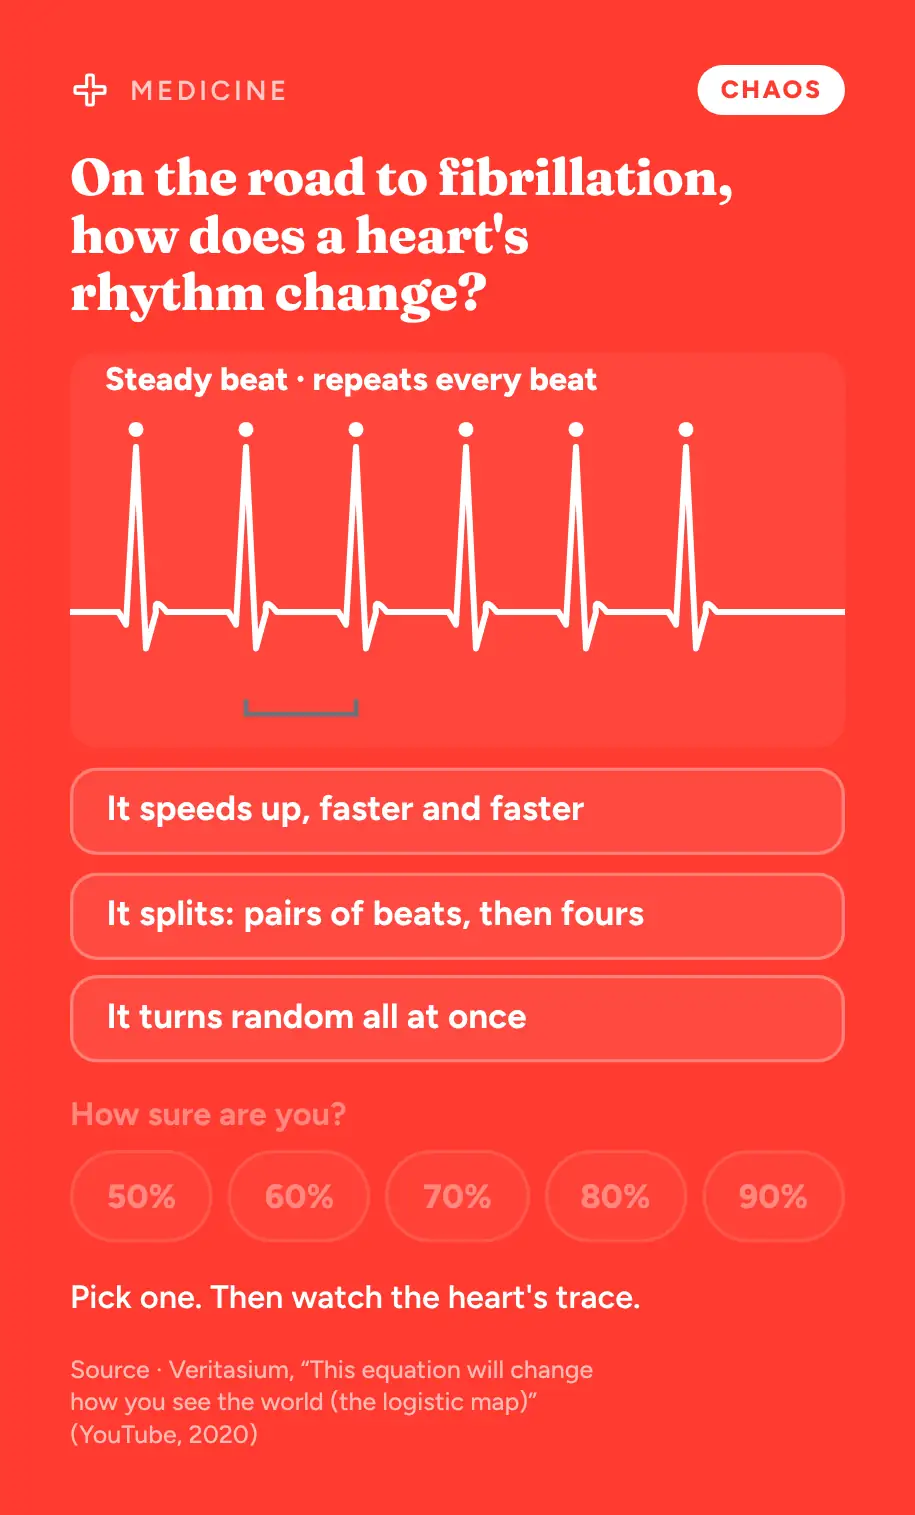 MEDICINE
CHAOS
On the road to fibrillation,
how does a heart's
rhythm change?
Steady beat · repeats every beat
It speeds up, faster and faster
It splits: pairs of beats, then fours
It turns random all at once
How sure are you?
50% 60% 70% 80% 90%
Pick one. Then watch the heart's trace.
Source · Veritasium, “This equation will change
how you see the world (the logistic map)”
(YouTube, 2020)